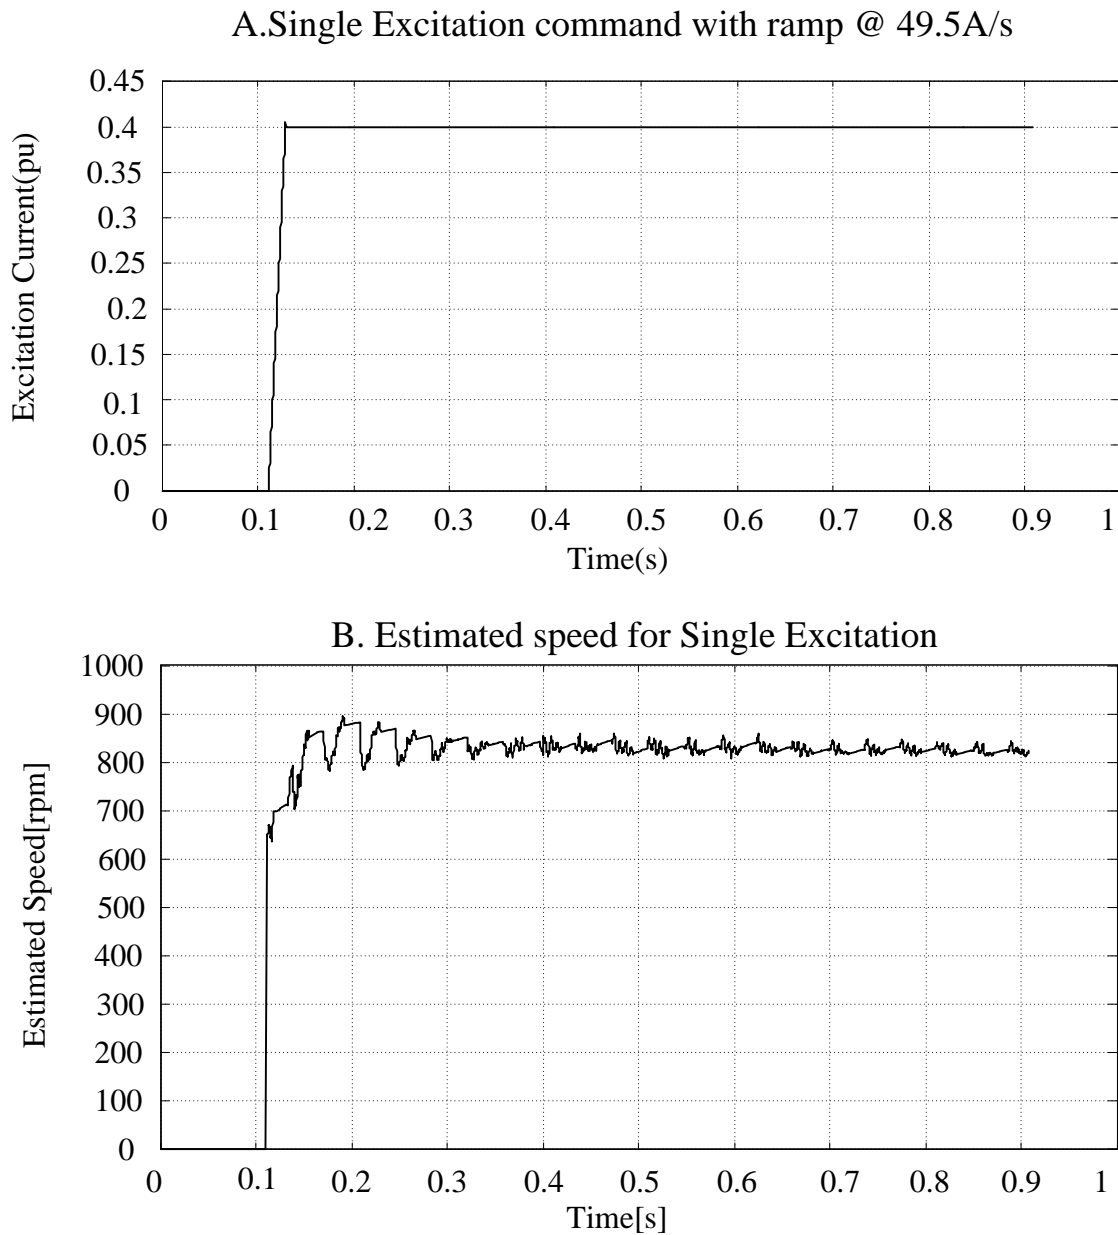 A.Single Excitation command with ramp @ 49.5A/s
0.45
0.4
0.35
0.3
0.25
0.2
0.15
0.1
0.05
0
Excitation Current(pu)
0 0.1 0.2 0.3 0.4 0.5 0.6 0.7 0.8 0.9 1
Time(s)
B. Estimated speed for Single Excitation
1000
900
800
700
600
500
400
300
200
100
0
Estimated Speed[rpm]
0 0.1 0.2 0.3 0.4 0.5 0.6 0.7 0.8 0.9 1
Time[s]